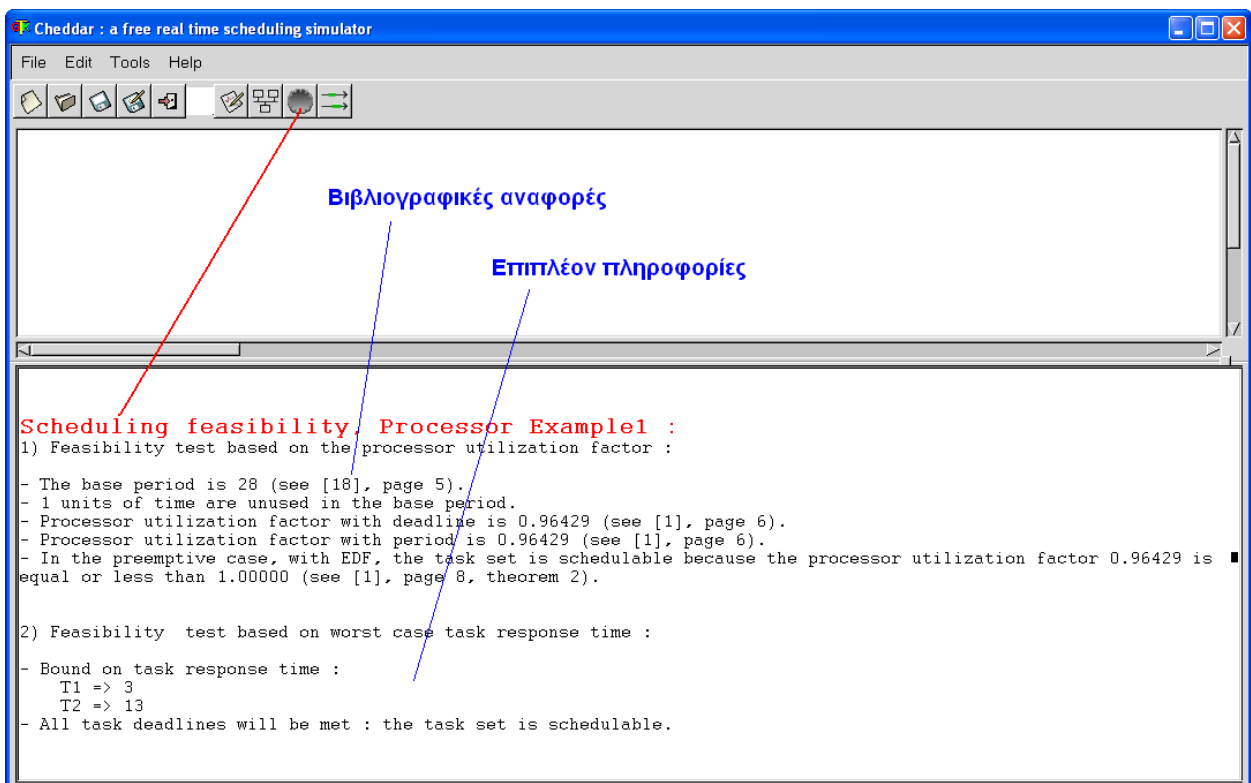 Cheddar : a free real time scheduling simulator
File Edit Tools Help
Βιβλιογραφικές αναφορές
Επιπλέον πληροφορίες
Scheduling feasibility, Processor Example1 :
1) Feasibility test based on the processor utilization factor :
- The base period is 28 (see [18], page 5).
- 1 units of time are unused in the base period.
- Processor utilization factor with deadline is 0.96429 (see [1], page 6).
- Processor utilization factor with period is 0.96429 (see [1], page 6).
- In the preemptive case, with EDF, the task set is schedulable because the processor utilization factor 0.96429 is
equal or less than 1.00000 (see [1], page 8, theorem 2).
2) Feasibility  test based on worst case task response time :
- Bound on task response time :
T1 => 3
T2 => 13
- All task deadlines will be met : the task set is schedulable.